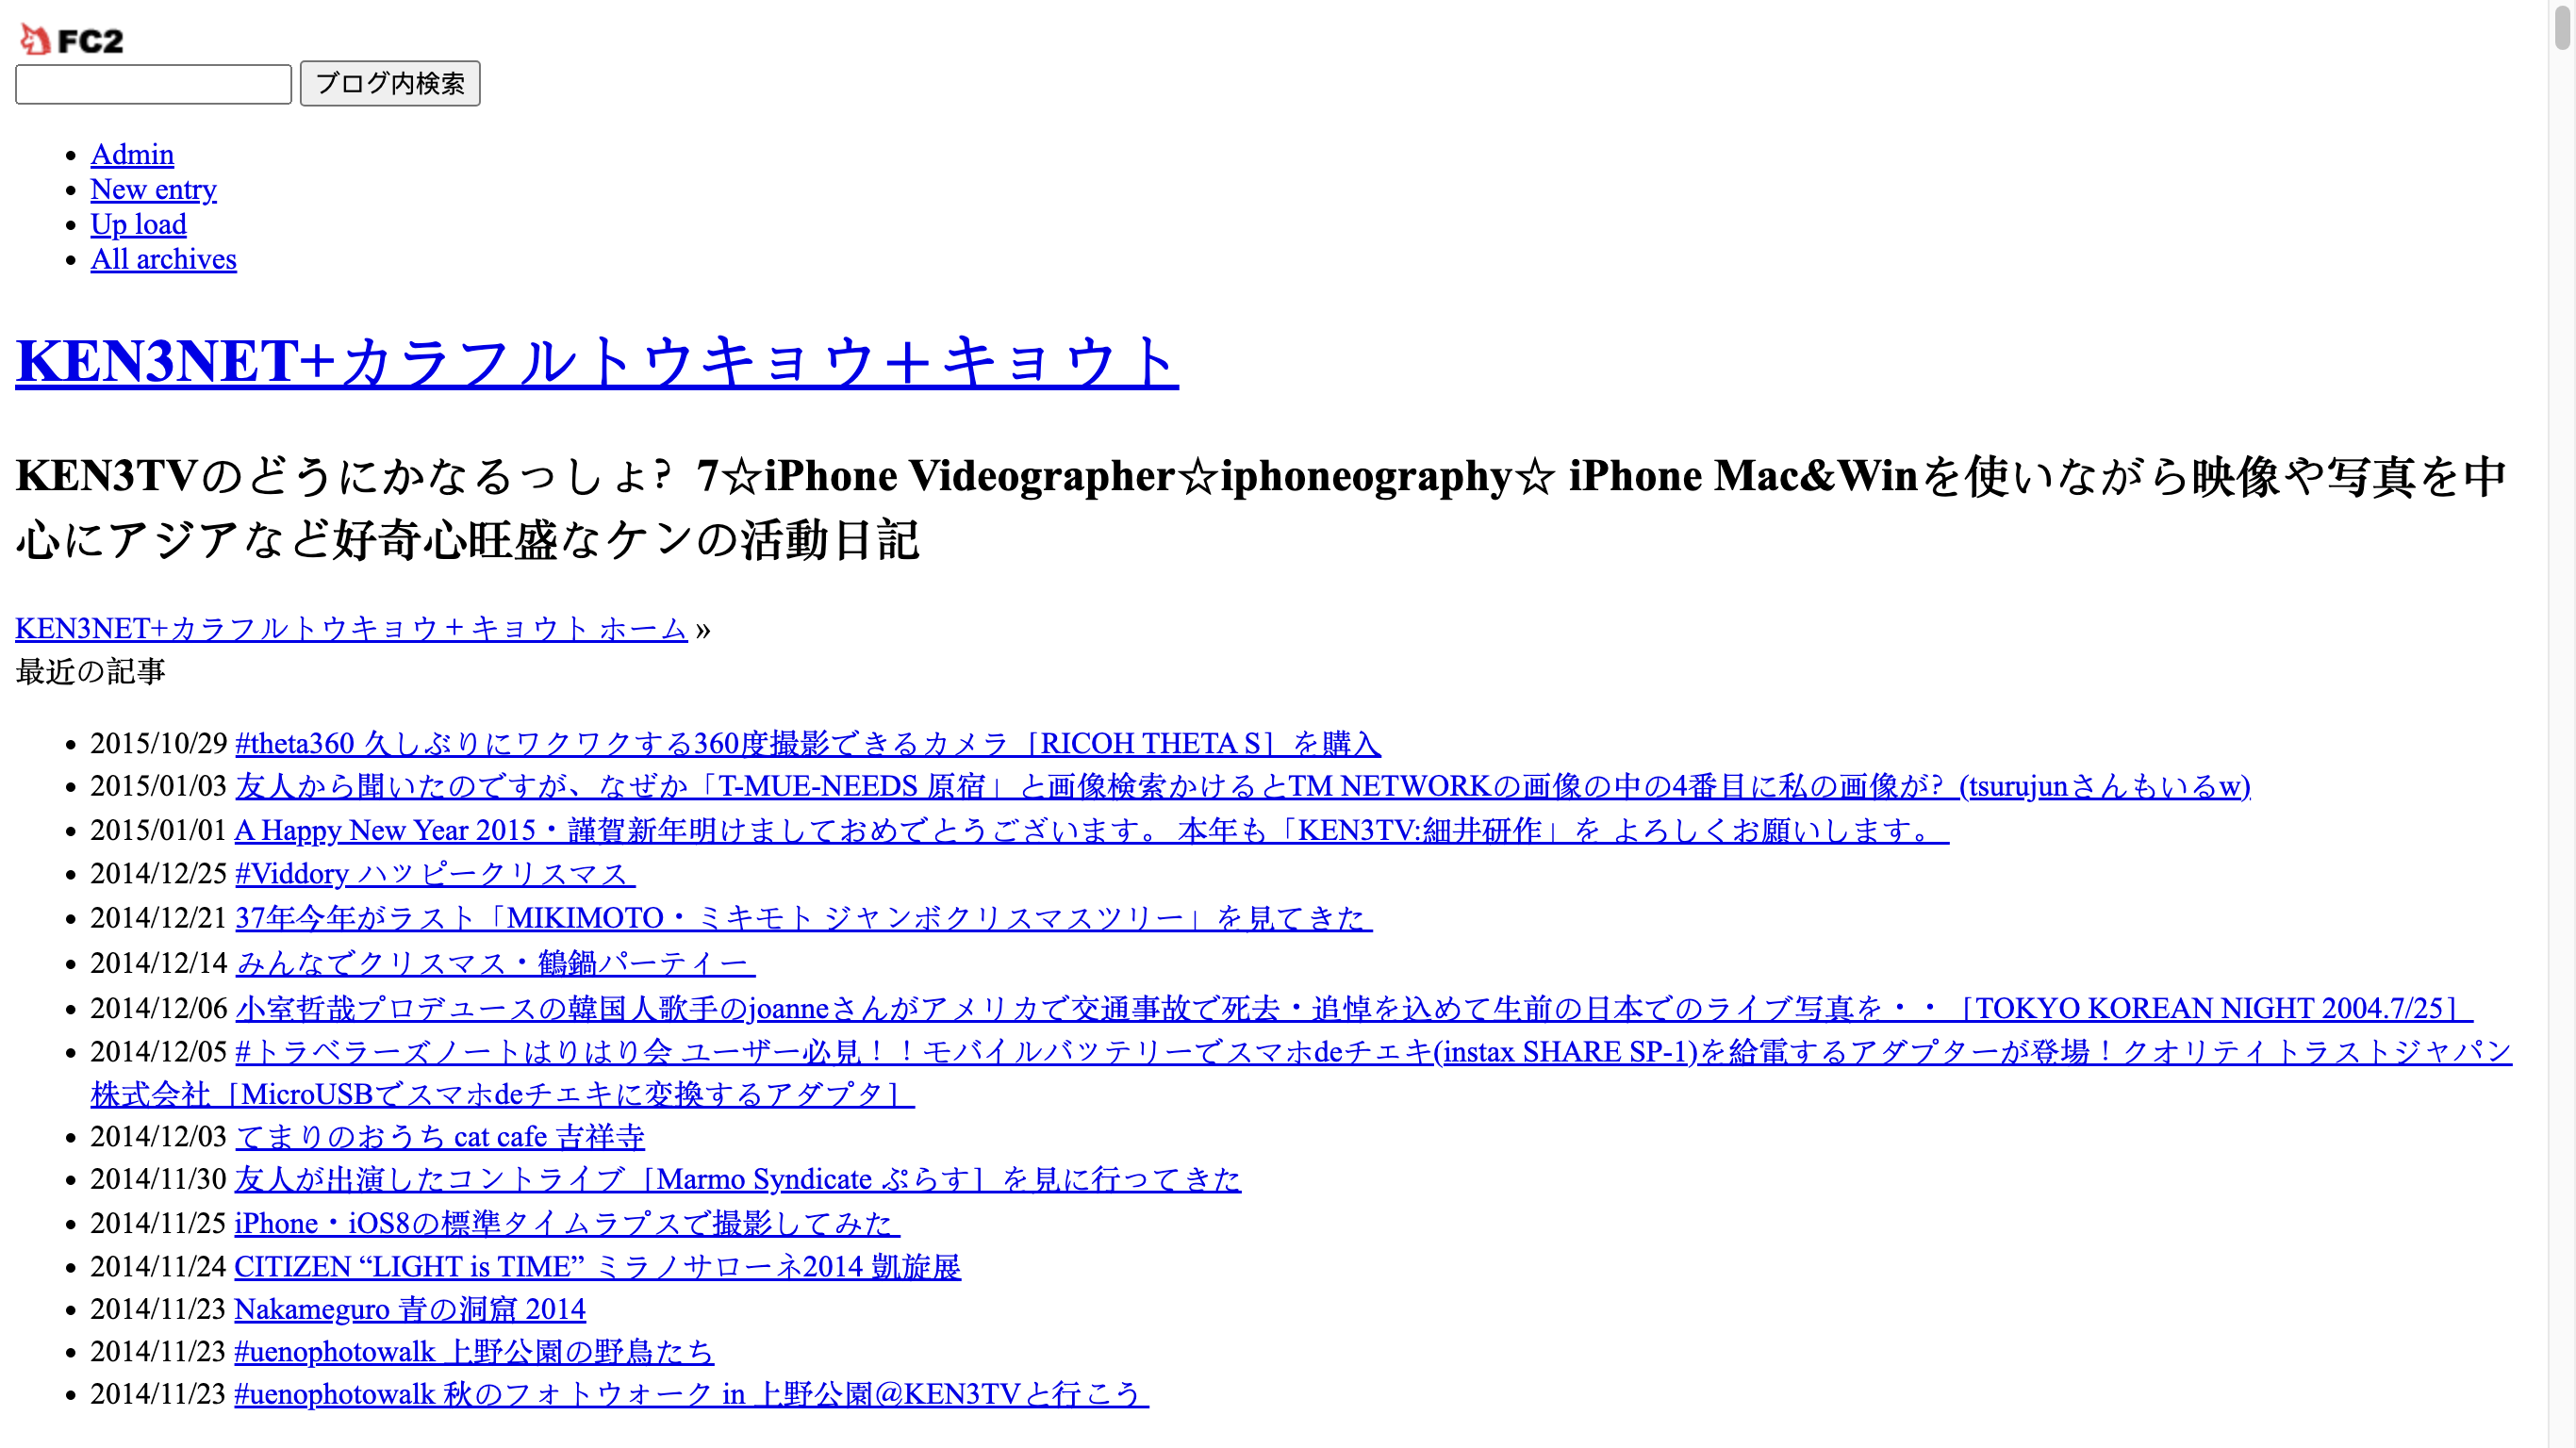 FC2
ブログ内検索
Admin
New entry
Up load
All archives
KEN3NET+カラフルトウキョウ＋キョウト
KEN3TVのどうにかなるっしょ？7☆iPhone Videographer☆iphoneography☆ iPhone Mac&Winを使いながら映像や写真を中
心にアジアなど好奇心旺盛なケンの活動日記
KEN3NET+カラフルトウキョウ＋キョウト ホーム »
最近の記事
2015/10/29 #theta360 久しぶりにワクワクする360度撮影できるカメラ［RICOH THETA S］を購入
2015/01/03 友人から聞いたのですが、なぜか「T-MUE-NEEDS 原宿」と画像検索かけるとTM NETWORKの画像の中の4番目に私の画像が？(tsurujunさんもいるw)
2015/01/01 A Happy New Year 2015・謹賀新年明けましておめでとうございます。 本年も「KEN3TV:細井研作」を よろしくお願いします。
2014/12/25 #Viddory ハッピークリスマス
2014/12/21 37年今年がラスト「MIKIMOTO・ミキモト ジャンボクリスマスツリー」を見てきた
2014/12/14 みんなでクリスマス・鶴鍋パーテイー
2014/12/06 小室哲哉プロデュースの韓国人歌手のjoanneさんがアメリカで交通事故で死去・追悼を込めて生前の日本でのライブ写真を・・［TOKYO KOREAN NIGHT 2004.7/25］
2014/12/05 #トラベラーズノートはりはり会 ユーザー必見！！モバイルバッテリーでスマホdeチェキ(instax SHARE SP-1)を給電するアダプターが登場！クオリテイトラストジャパン
株式会社［MicroUSBでスマホdeチェキに変換するアダプタ］
2014/12/03 てまりのおうち cat cafe 吉祥寺
2014/11/30 友人が出演したコントライブ［Marmo Syndicate ぷらす］を見に行ってきた
2014/11/25 iPhone・iOS8の標準タイムラプスで撮影してみた
2014/11/24 CITIZEN “LIGHT is TIME” ミラノサローネ2014 凱旋展
2014/11/23 Nakameguro 青の洞窟 2014
2014/11/23 #uenophotowalk 上野公園の野鳥たち
2014/11/23 #uenophotowalk 秋のフォトウォーク in 上野公園@KEN3TVと行こう